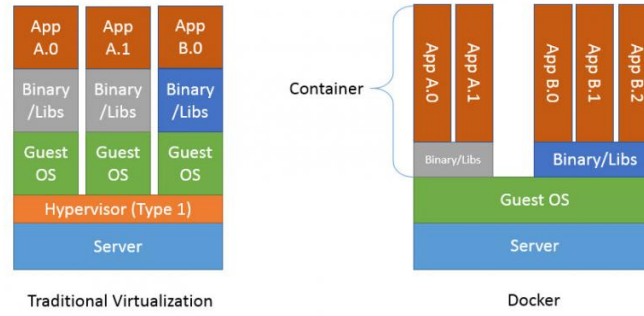 App
A.0
App
A.1
App
B.0
Binary
/Libs
Binary
/Libs
Binary
/Libs
Guest
OS
Guest
OS
Guest
OS
Hypervisor (Type 1)
Server
Traditional Virtualization
Container
App A.0
App A.1
App B.0
App B.1
App B.2
Binary/Libs
Binary/Libs
Guest OS
Server
Docker